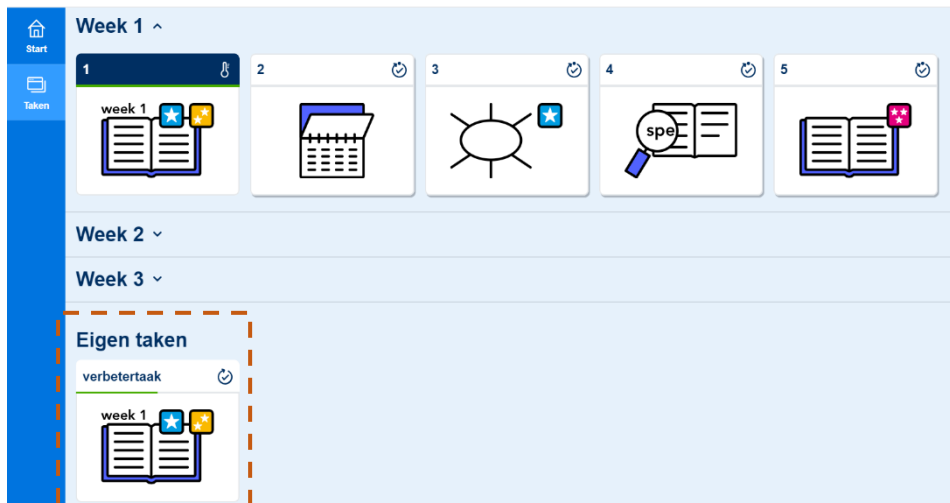 Start
Taken
Week 1
1
2
3
4
5
week 1
spe
Week 2
Week 3
Eigen taken
verbetertaak
week 1